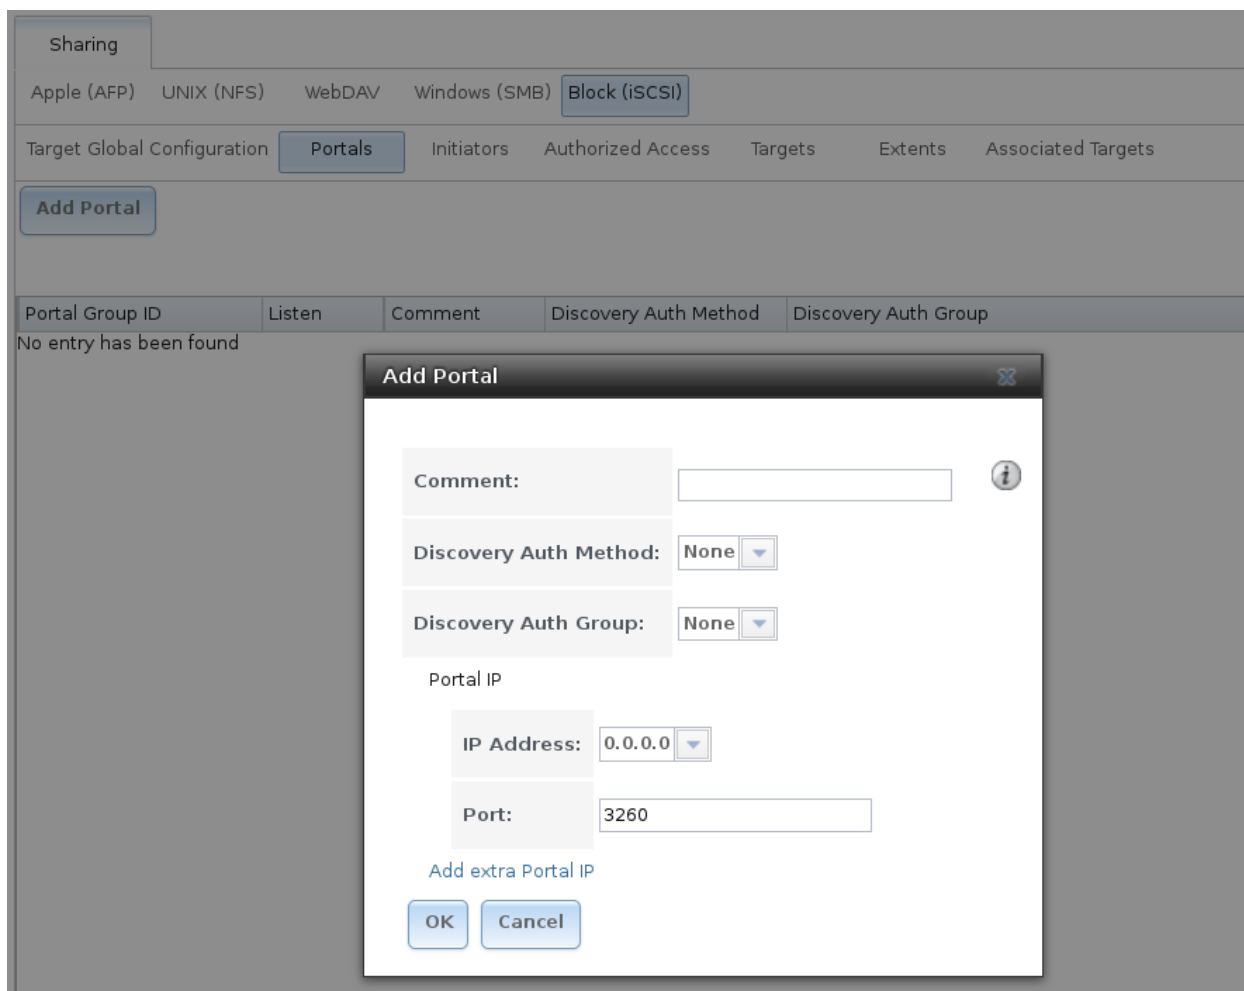 Sharing
Apple (AFP) UNIX (NFS) WebDAV Windows (SMB) Block (iSCSI)
Target Global Configuration Portals Initiators Authorized Access Targets Extents Associated Targets
Add Portal
Portal Group ID Listen Comment Discovery Auth Method Discovery Auth Group
No entry has been found
Add Portal
Comment:
Discovery Auth Method: None
Discovery Auth Group: None
Portal IP
IP Address: 0.0.0.0
Port: 3260
Add extra Portal IP
OK Cancel